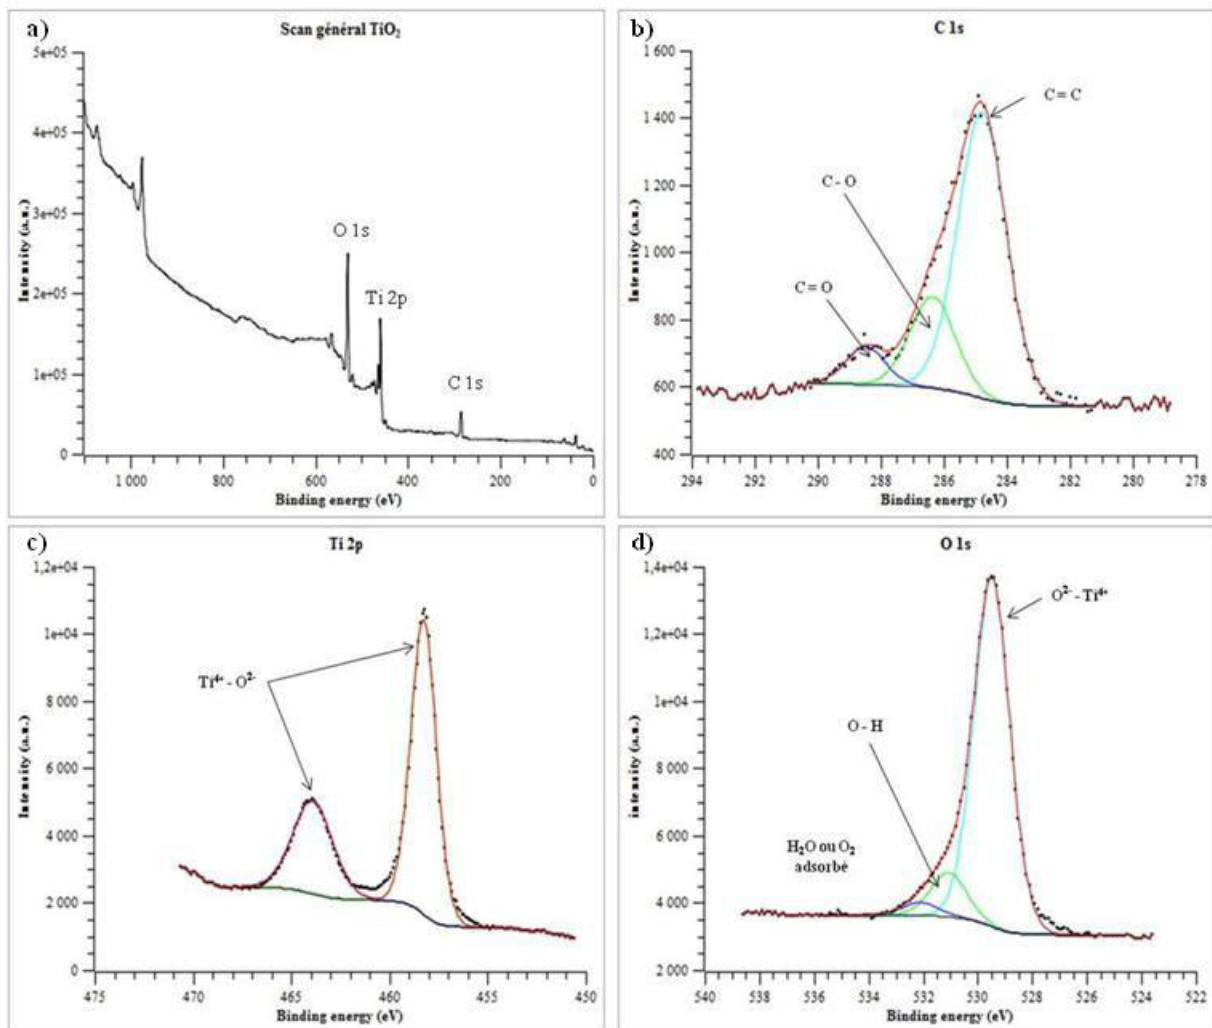 a)
Scan général TiO₂
5e+05
4e+05
3e+05
2e+05
1e+05
0
Intensity (a.u.)
O 1s
Ti 2p
C 1s
1 000 800 600 400 200 0
Binding energy (eV)
b)
C 1s
1 600
1 400
1 200
1 000
800
600
400
Intensity (a.u.)
C = C
C - O
C = O
294 292 290 288 286 284 282 280 278
Binding energy (eV)
c)
Ti 2p
1,2e+04
1e+04
8 000
6 000
4 000
2 000
0
Intensity (a.u.)
Ti⁴⁺ - O²⁻
475 470 465 460 455 450
Binding energy (eV)
d)
O 1s
1,4e+04
1,2e+04
1e+04
8 000
6 000
4 000
2 000
intensity (a.u.)
O²⁻ - Ti⁴⁺
O - H
H₂O ou O₂
adsorbé
540 538 536 534 532 530 528 526 524 522
Binding energy (eV)